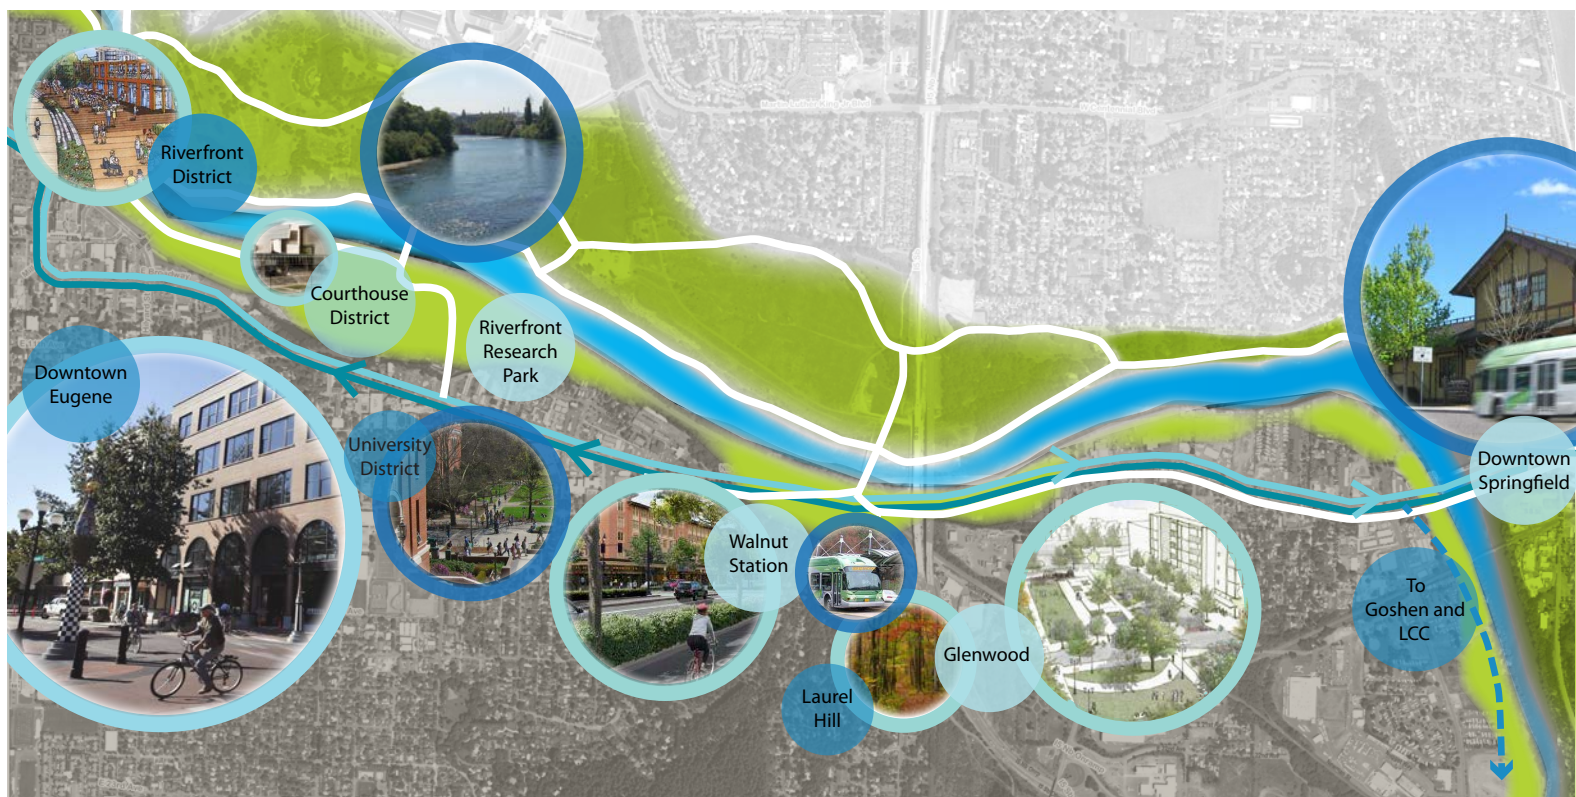 Riverfront
District
Courthouse
District
Riverfront
Research
Park
Downtown
Eugene
University
District
Walnut
Station
Laurel
Hill
Glenwood
To
Goshen and
LCC
Downtown
Springfield